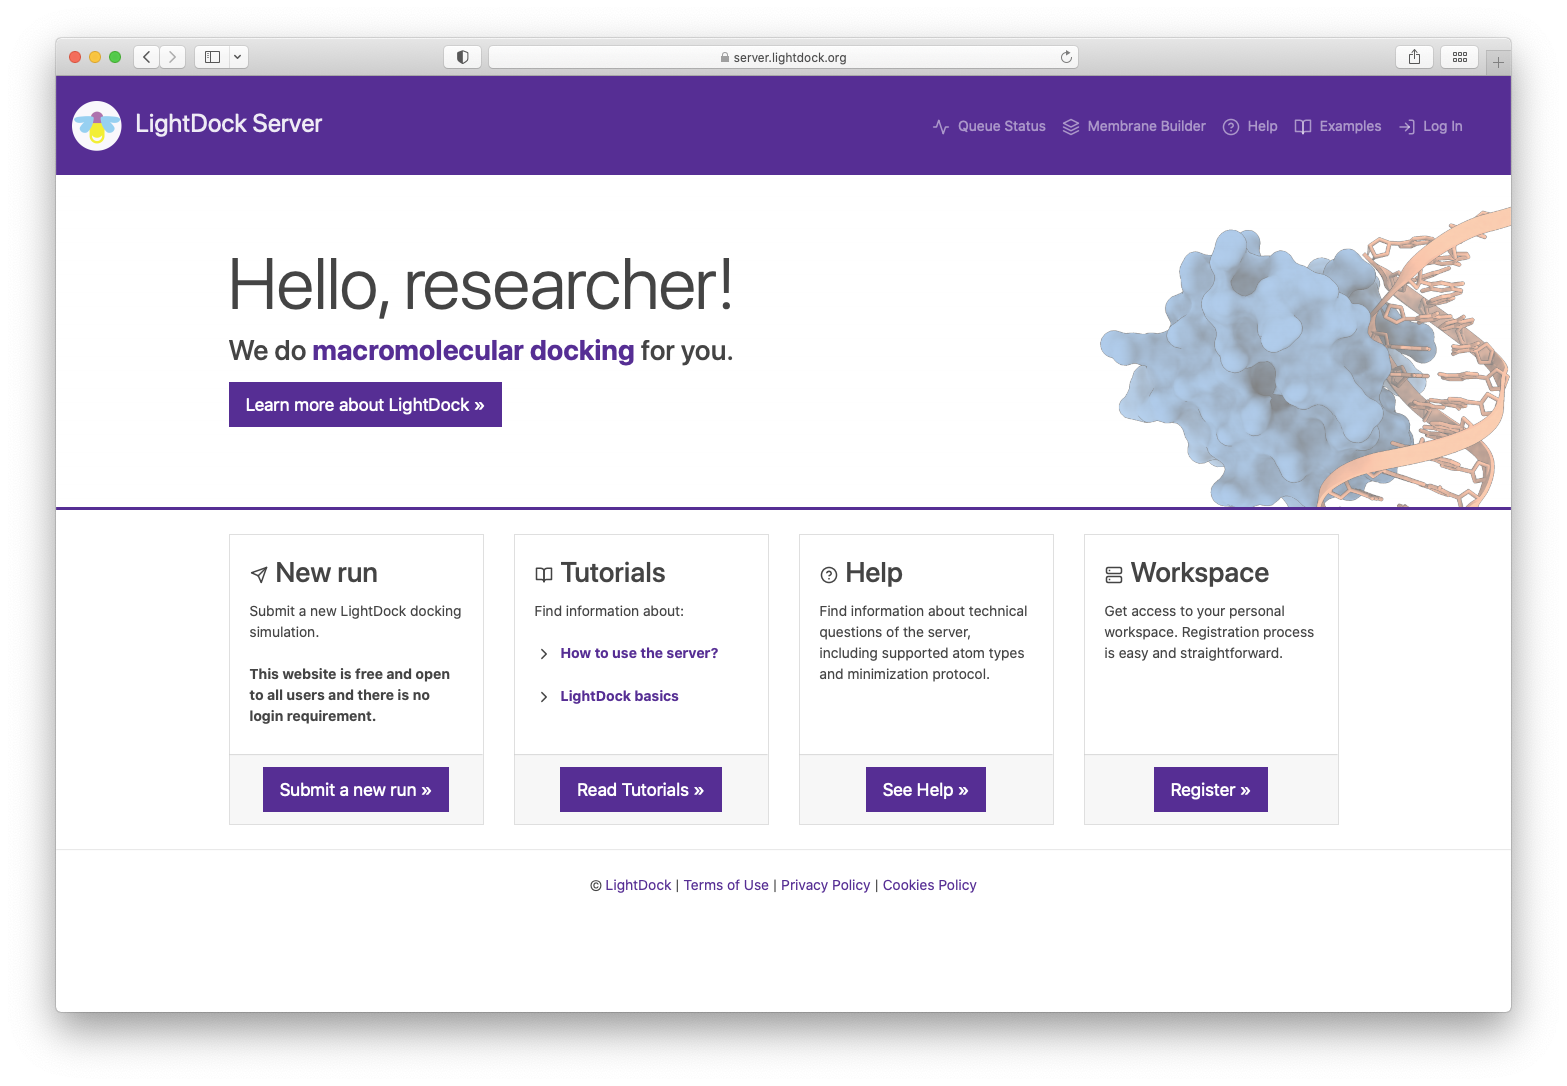 server.lightdock.org
LightDock Server
Queue Status
Membrane Builder
Help
Examples
Log In
Hello, researcher!
We do macromolecular docking for you.
Learn more about LightDock »
New run
Submit a new LightDock docking
simulation.
This website is free and open
to all users and there is no
login requirement.
Submit a new run »
Tutorials
Find information about:
How to use the server?
LightDock basics
Read Tutorials »
Help
Find information about technical
questions of the server,
including supported atom types
and minimization protocol.
See Help »
Workspace
Get access to your personal
workspace. Registration process
is easy and straightforward.
Register »
© LightDock | Terms of Use | Privacy Policy | Cookies Policy